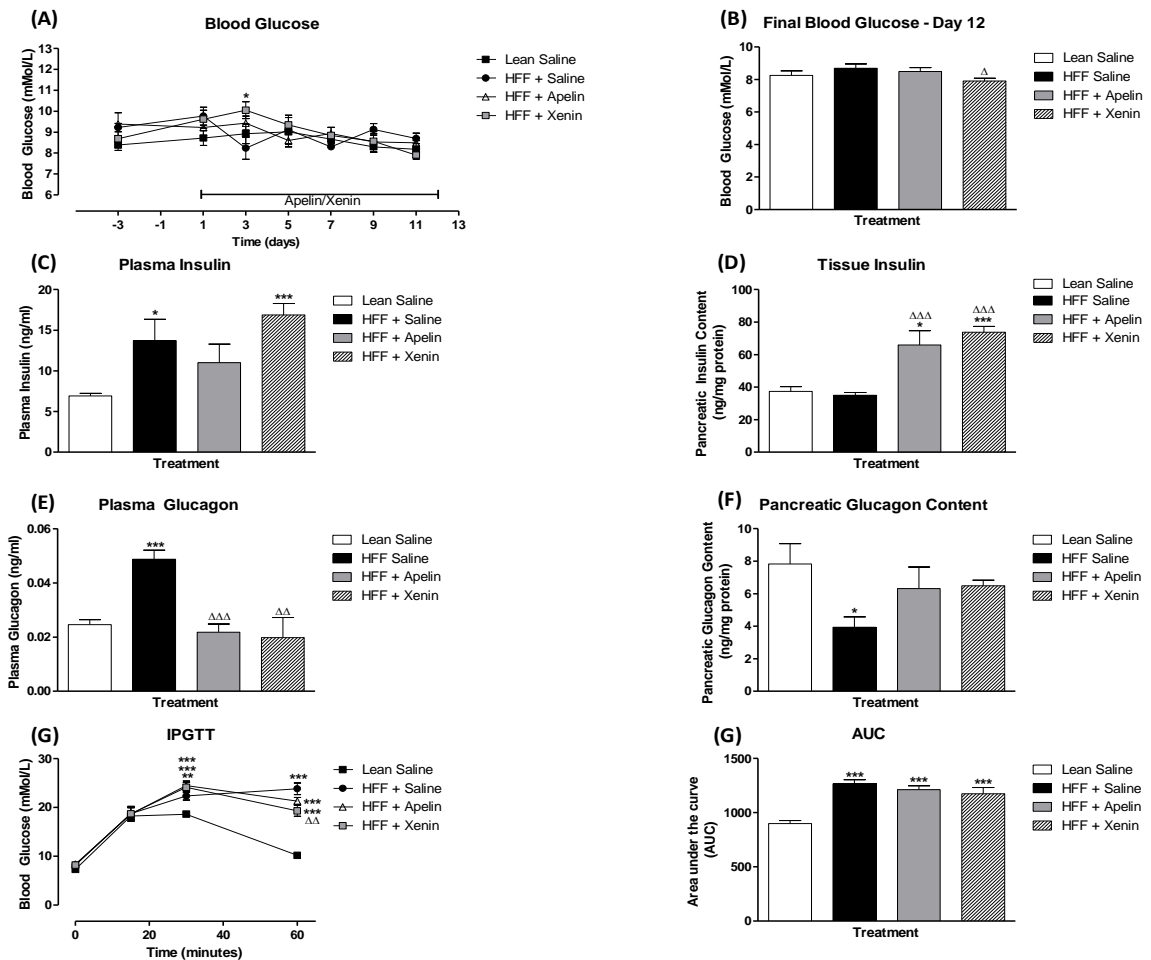 (A)
Blood Glucose
Blood Glucose (mMol/L)
13
12
11
10
9
8
7
6
*
Apelin/Xenin
-3
-1
1
3
5
7
9
11
13
Time (days)
Lean Saline
HFF + Saline
HFF + Apelin
HFF + Xenin
(B)
Final Blood Glucose - Day 12
Blood Glucose (mMol/L)
10
8
6
4
2
0
Δ
Treatment
Lean Saline
HFF Saline
HFF + Apelin
HFF + Xenin
(C)
Plasma Insulin
Plasma Insulin (ng/ml)
20
15
10
5
0
*
***
Treatment
Lean Saline
HFF + Saline
HFF + Apelin
HFF + Xenin
(D)
Tissue Insulin
Pancreatic Insulin Content
(ng/mg protein)
100
80
60
40
20
0
ΔΔΔ
*
ΔΔΔ
***
Treatment
Lean Saline
HFF Saline
HFF + Apelin
HFF + Xenin
(E)
Plasma Glucagon
Plasma Glucagon (ng/ml)
0.06
0.04
0.02
0.00
***
ΔΔΔ
ΔΔ
Treatment
Lean Saline
HFF Saline
HFF + Apelin
HFF + Xenin
(F)
Pancreatic Glucagon Content
Pancreatic Glucagon Gontent
(ng/mg protein)
10
8
6
4
2
0
*
Treatment
Lean Saline
HFF Saline
HFF + Apelin
HFF + Xenin
(G)
IPGTT
Blood Glucose (mMol/L)
30
20
10
0
***
***
**
***
***
***
ΔΔ
0
20
40
60
Time (minutes)
Lean Saline
HFF + Saline
HFF + Apelin
HFF + Xenin
(G)
AUC
Area under the curve
(AUC)
1500
1000
500
0
***
***
***
Treatment
Lean Saline
HFF + Saline
HFF + Apelin
HFF + Xenin